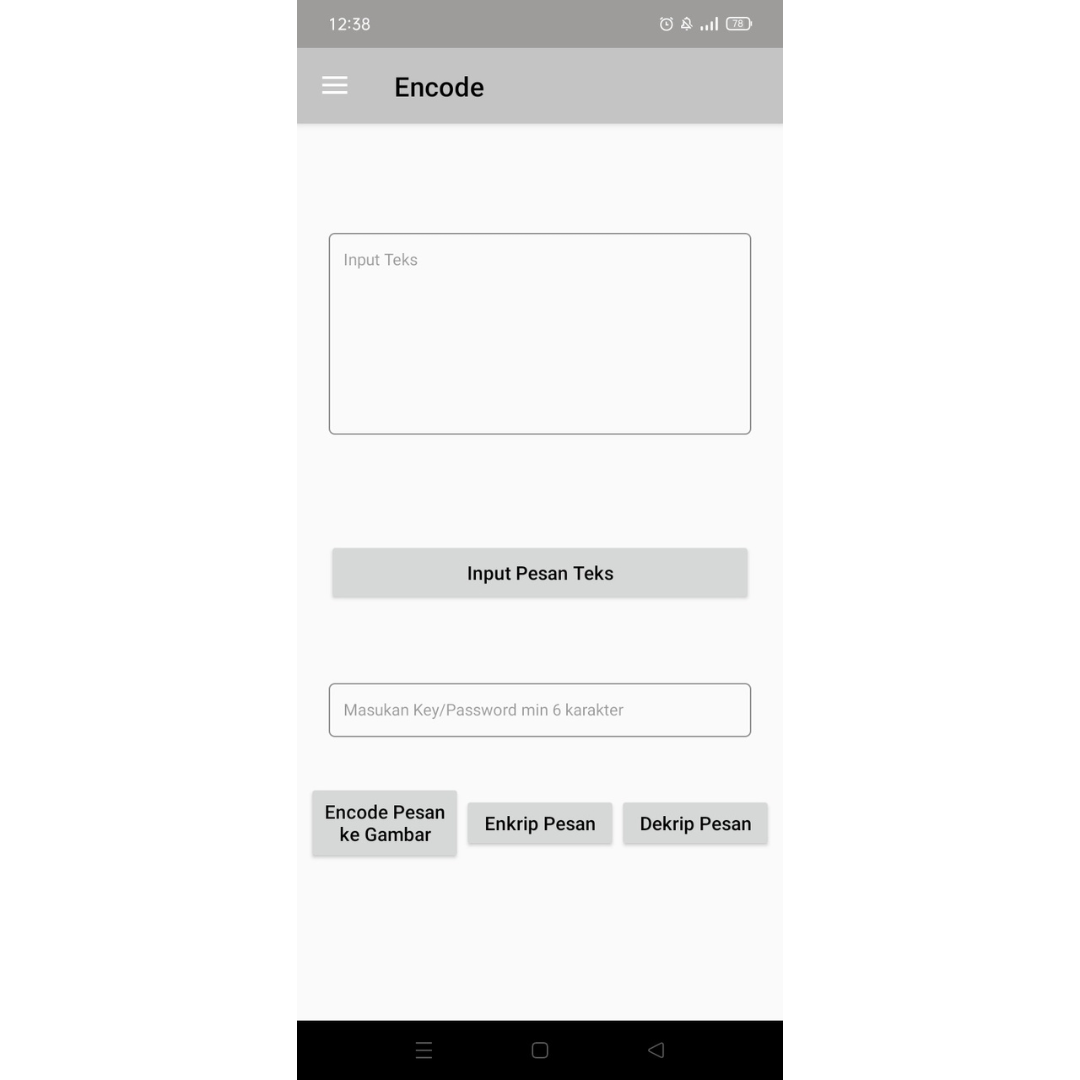 12:38
78
Encode
Input Teks
Input Pesan Teks
Masukan Key/Password min 6 karakter
Encode Pesan
ke Gambar
Enkrip Pesan
Dekrip Pesan